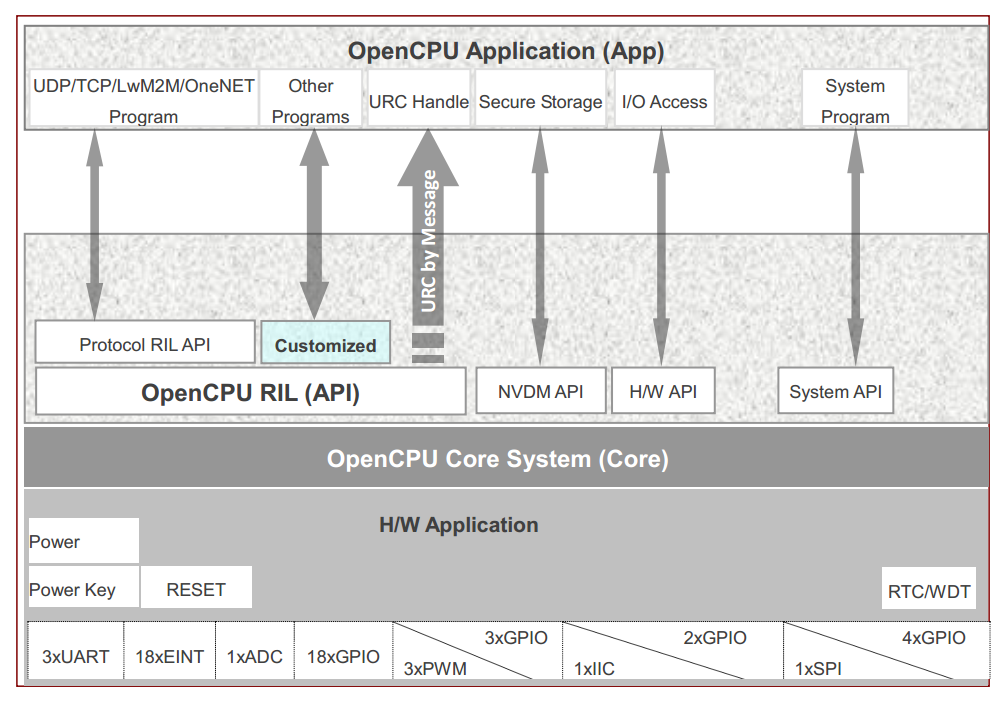 OpenCPU Application (App)
UDP/TCP/LwM2M/OneNET
Program
Other
Programs
URC Handle
Secure Storage
I/O Access
System
Program
URC by Message
Protocol RIL API
Customized
OpenCPU RIL (API)
NVDM API
H/W API
System API
OpenCPU Core System (Core)
H/W Application
Power
Power Key
RESET
RTC/WDT
3xUART
18xEINT
1xADC
18xGPIO
3xGPIO
3xPWM
2xGPIO
1xIIC
4xGPIO
1xSPI